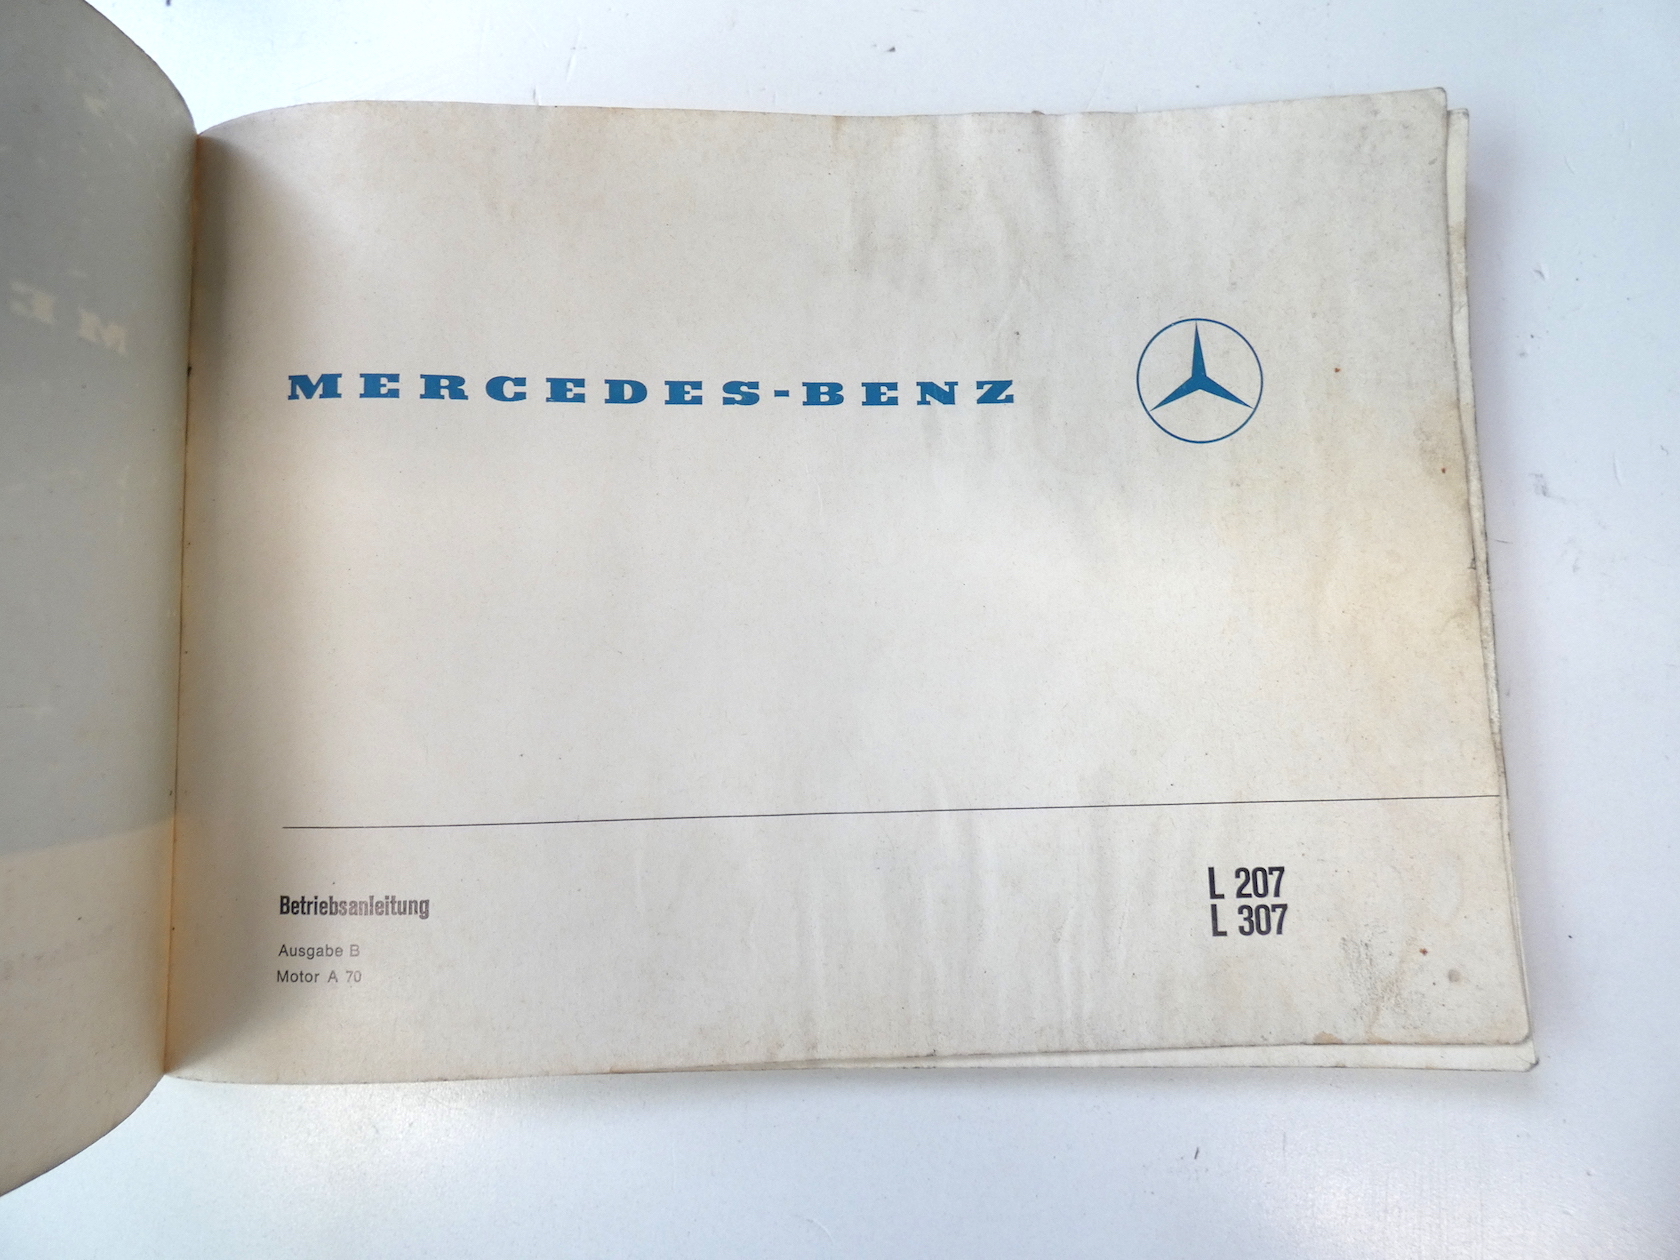 MERCEDES-BENZ
Betriebsanleitung
Ausgabe B
Motor A 70
L 207
L 307